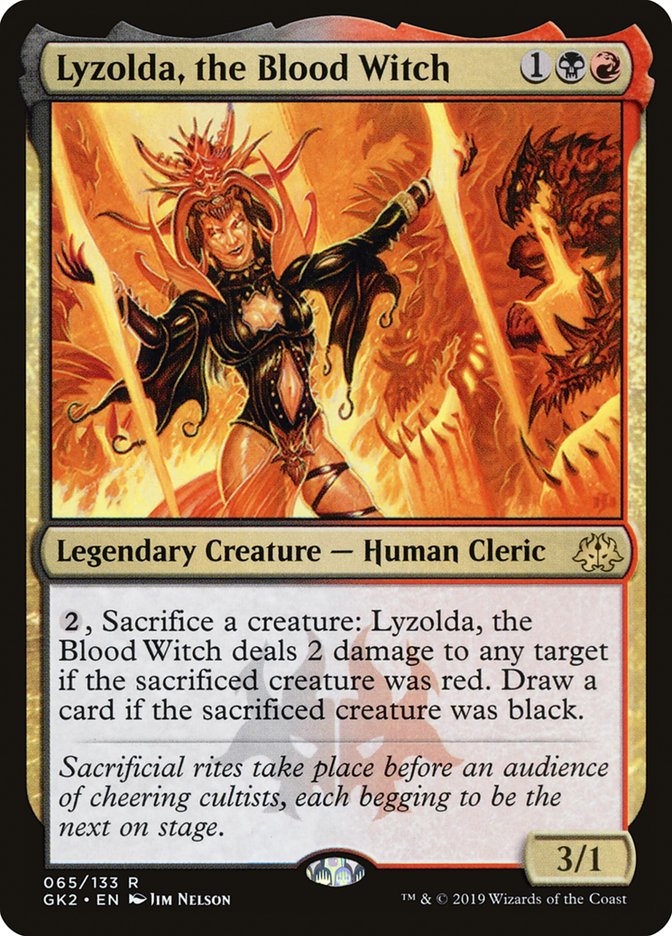 Lyzolda, the Blood Witch 1
Legendary Creature — Human Cleric
2, Sacrifice a creature: Lyzolda, the
Blood Witch deals 2 damage to any target
if the sacrificed creature was red. Draw a
card if the sacrificed creature was black.
Sacrificial rites take place before an audience
of cheering cultists, each begging to be the
next on stage.
3/1
065/133 R
GK2 • EN Jim Nelson
™ & © 2019 Wizards of the Coast